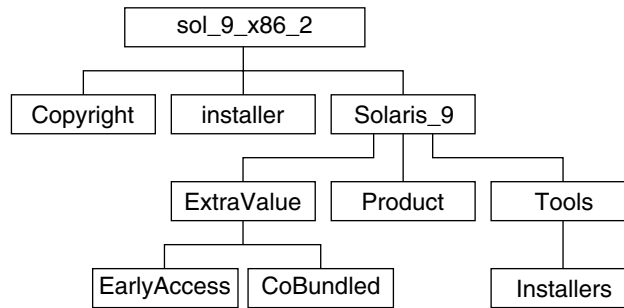 sol_9_x86_2
Copyright
installer
Solaris_9
ExtraValue
Product
Tools
EarlyAccess
CoBundled
Installers